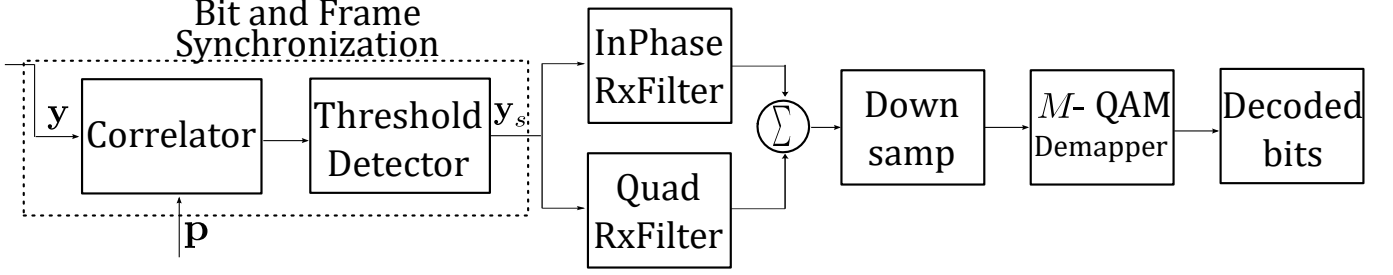 Bit and Frame
Synchronization
y
Correlator
p
Threshold
Detector
y_s
InPhase
RxFilter
Quad
RxFilter
∑
Down
samp
M- QAM
Demapper
Decoded
bits